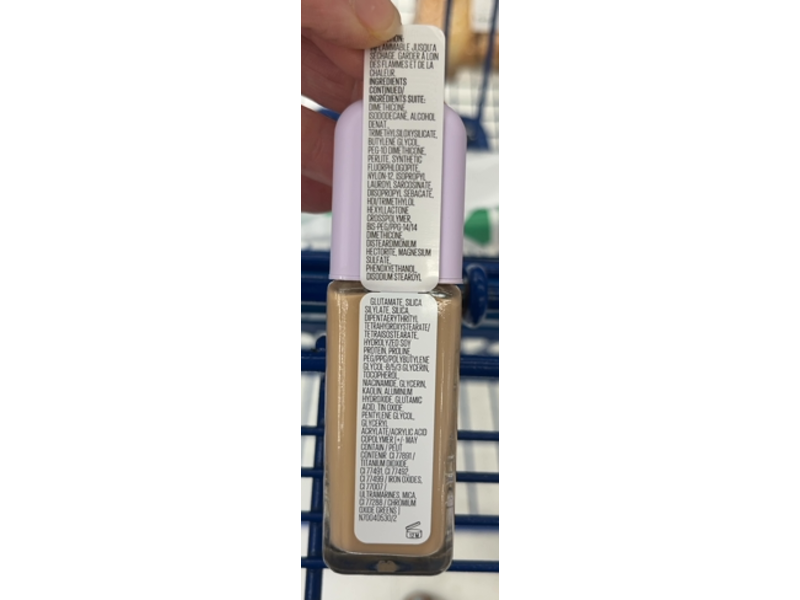 INFLAMMABLE JUSQU'À
SÉCHAGE. GARDER À LOIN
DES FLAMMES ET DE LA
CHALEUR.
INGREDIENTS
CONTINUED/
INGRÉDIENTS SUITE:
DIMETHICONE,
ISODODECANE, ALCOHOL
DENAT.,
TRIMETHYLSILOXYSILICATE,
BUTYLENE GLYCOL,
PEG-10 DIMETHICONE,
PERLITE, SYNTHETIC
FLUORPHLOGOPITE,
NYLON-12, ISOPROPYL
LAUROYL SARCOSINATE,
DIISOPROPYL SEBACATE,
HDI/TRIMETHYLOL
HEXYLLACTONE
CROSSPOLYMER,
BIS-PEG/PPG-14/14
DIMETHICONE,
DISTEARDIMONIUM
HECTORITE, MAGNESIUM
SULFATE,
PHENOXYETHANOL,
DISODIUM STEAROYL
GLUTAMATE, SILICA
SILYLATE, SILICA,
DIPENTAERYTHRITYL
TETRAHYDROXYSTEARATE/
TETRAISOSTEARATE,
HYDROLYZED SOY
PROTEIN, PROLINE,
PEG/PPG/POLYBUTYLENE
GLYCOL-8/5/3 GLYCERIN,
TOCOPHEROL,
NIACINAMIDE, GLYCERIN,
KAOLIN, ALUMINUM
HYDROXIDE, GLUTAMIC
ACID, TIN OXIDE,
PENTYLENE GLYCOL,
GLYCERYL
ACRYLATE/ACRYLIC ACID
COPOLYMER [+/- MAY
CONTAIN / PEUT
CONTENIR CI 77891 /
TITANIUM DIOXIDE,
CI 77491, CI 77492,
CI 77499 / IRON OXIDES,
CI 77007 /
ULTRAMARINES, MICA,
CI 77288 / CHROMIUM
OXIDE GREENS ]
N70040530/2
12 M